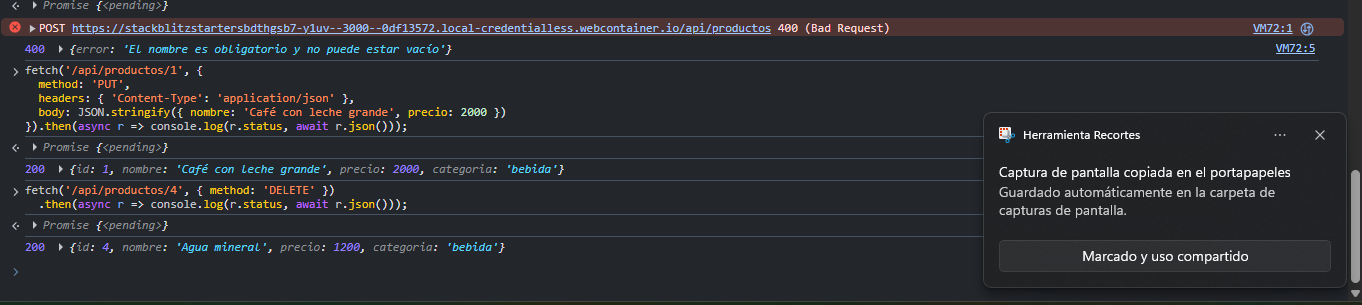 Promise {<pending>}
POST https://stackblitzstartersbdthgsb7-y1uv--3000--0df13572.local-credentialless.webcontainer.io/api/productos 400 (Bad Request) VM72:1
400 {error: 'El nombre es obligatorio y no puede estar vacío'} VM72:5
fetch('/api/productos/1', {
method: 'PUT',
headers: { 'Content-Type': 'application/json' },
body: JSON.stringify({ nombre: 'Café con leche grande', precio: 2000 })
}).then(async r => console.log(r.status, await r.json()));
Promise {<pending>}
200 {id: 1, nombre: 'Café con leche grande', precio: 2000, categoria: 'bebida'}
fetch('/api/productos/4', { method: 'DELETE' })
.then(async r => console.log(r.status, await r.json()));
Promise {<pending>}
200 {id: 4, nombre: 'Agua mineral', precio: 1200, categoria: 'bebida'}
Herramienta Recortes
Captura de pantalla copiada en el portapapeles
Guardado automáticamente en la carpeta de
capturas de pantalla.
Marcado y uso compartido